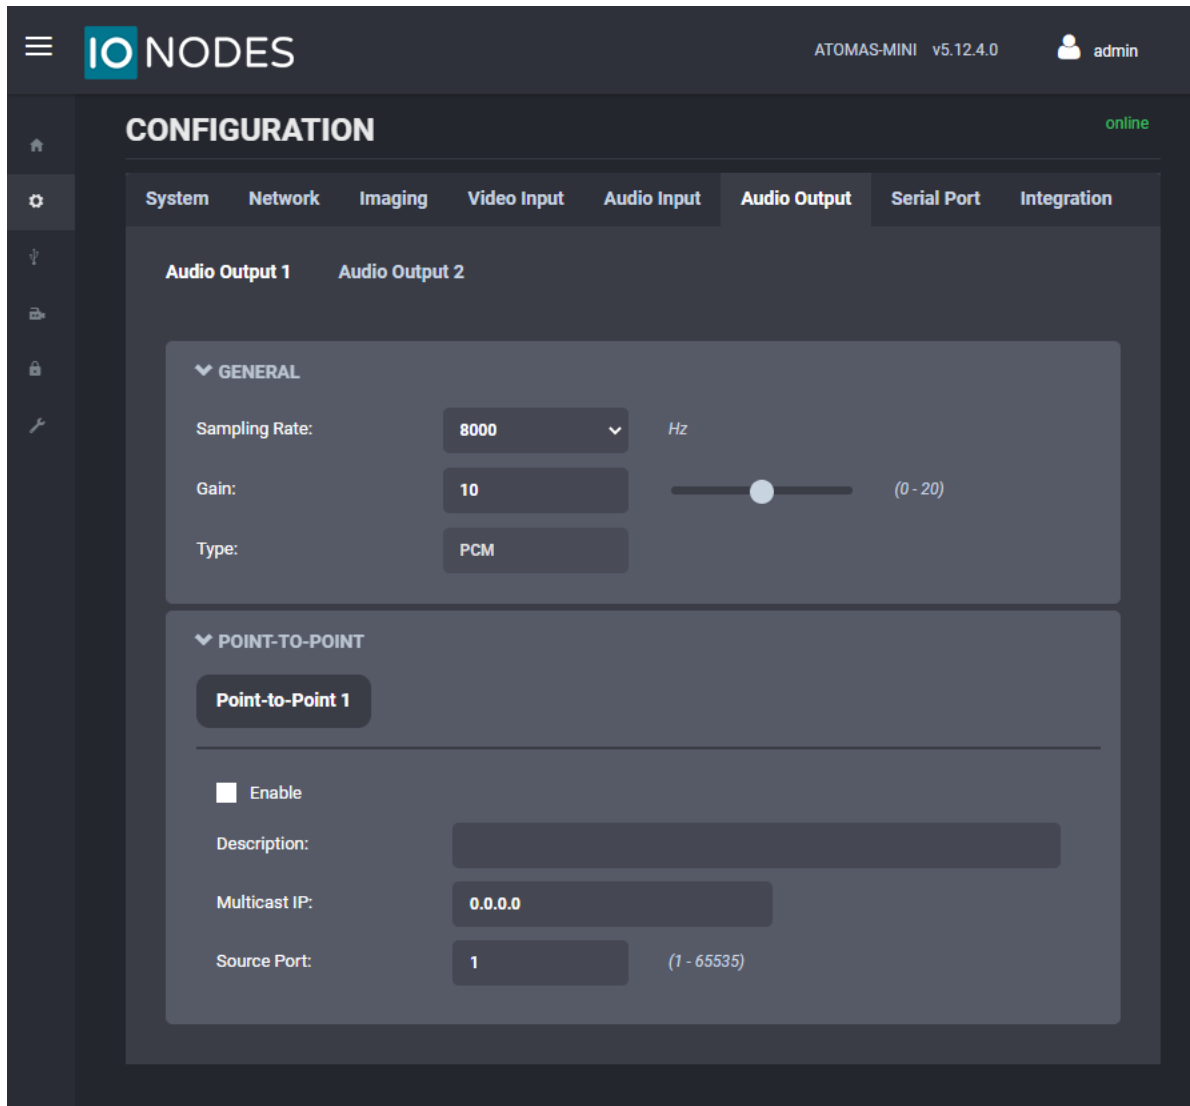 IONODES
ATOMAS-MINI v5.12.4.0
admin
CONFIGURATION
online
System Network Imaging Video Input Audio Input Audio Output Serial Port Integration
Audio Output 1 Audio Output 2
GENERAL
Sampling Rate: 8000 Hz
Gain: 10 (0 - 20)
Type: PCM
POINT-TO-POINT
Point-to-Point 1
Enable
Description:
Multicast IP: 0.0.0.0
Source Port: 1 (1 - 65535)